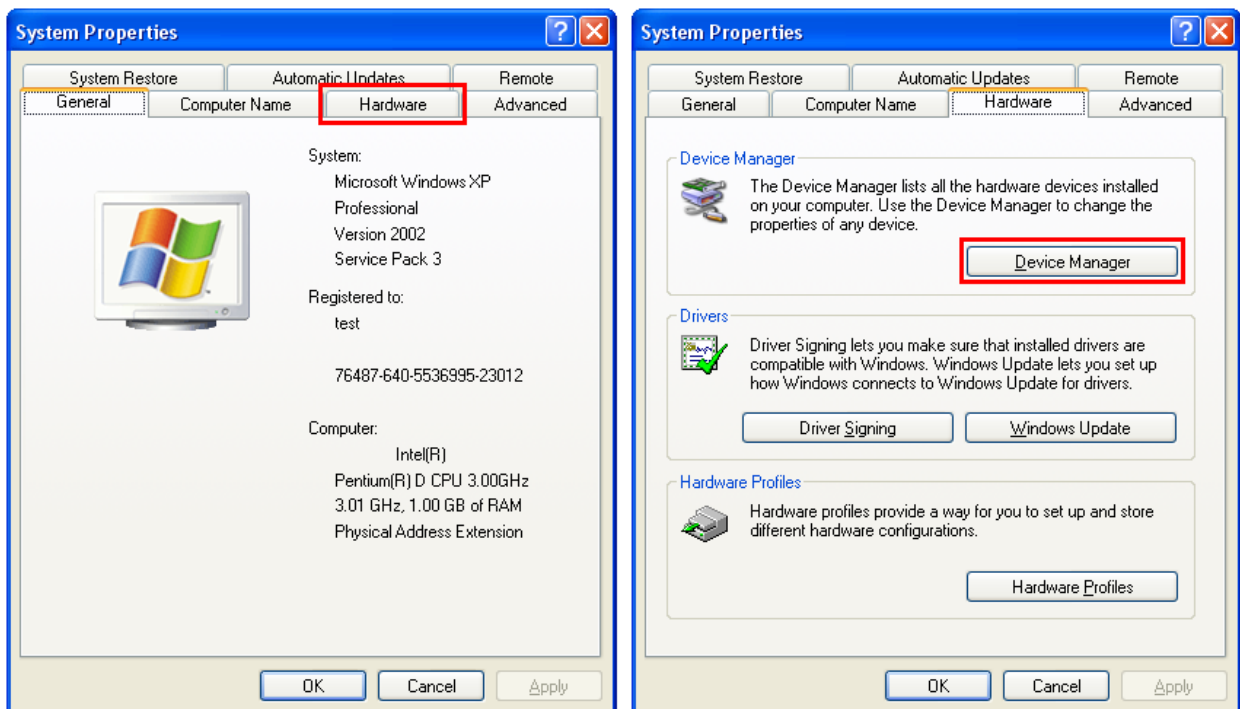 System Properties
System Restore Automatic Updates Remote
General Computer Name Hardware Advanced
System:
Microsoft Windows XP
Professional
Version 2002
Service Pack 3
Registered to:
test
76487-640-5536995-23012
Computer:
Intel(R)
Pentium(R) D CPU 3.00GHz
3.01 GHz, 1.00 GB of RAM
Physical Address Extension
OK Cancel Apply
System Properties
System Restore Automatic Updates Remote
General Computer Name Hardware Advanced
Device Manager
The Device Manager lists all the hardware devices installed
on your computer. Use the Device Manager to change the
properties of any device.
Device Manager
Drivers
Driver Signing lets you make sure that installed drivers are
compatible with Windows. Windows Update lets you set up
how Windows connects to Windows Update for drivers.
Driver Signing Windows Update
Hardware Profiles
Hardware profiles provide a way for you to set up and store
different hardware configurations.
Hardware Profiles
OK Cancel Apply